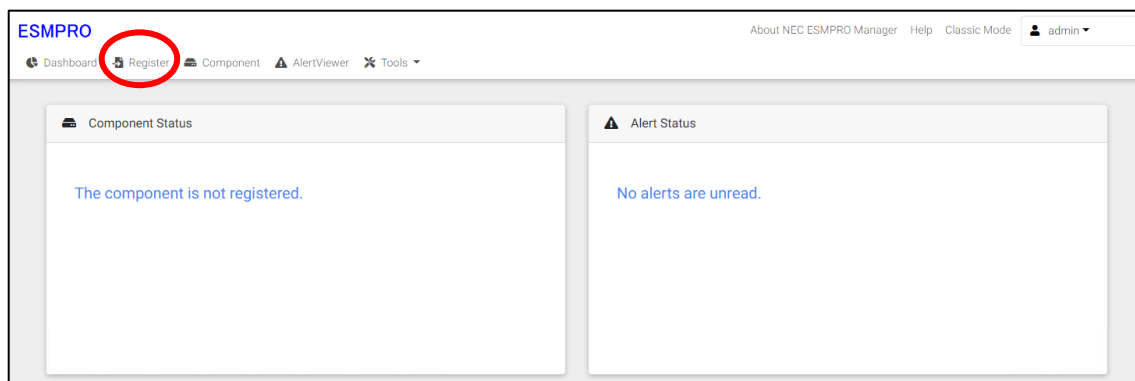 ESMPRO
About NEC ESMPRO Manager Help Classic Mode admin
Dashboard Register Component AlertViewer Tools
Component Status
Alert Status
The component is not registered.
No alerts are unread.